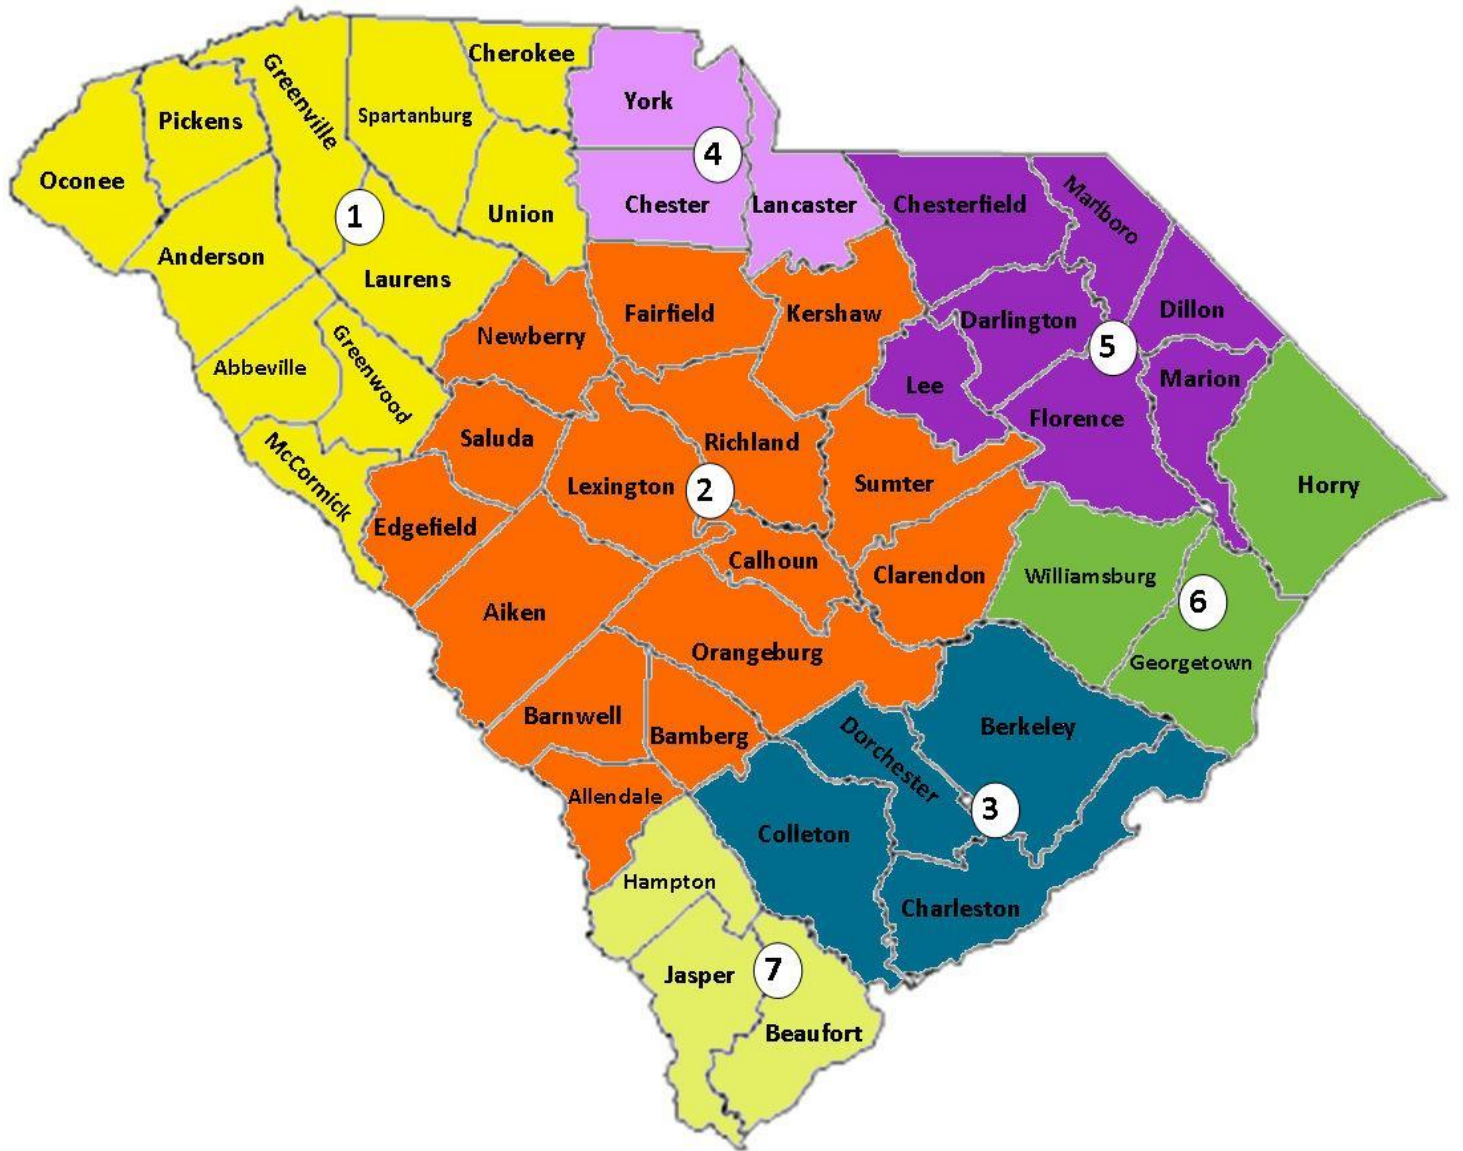 Cherokee
Greenville
Spartanburg
York
Pickens
4
Oconee
Chester
Lancaster
Chesterfield
Marlboro
1
Union
Anderson
Laurens
Newberry
Fairfield
Kershaw
Darlington
Dillon
5
Abbeville
Greenwood
Lee
Marion
Florence
Saluda
Richland
McCormick
Lexington
2
Sumter
Horry
Edgefield
Calhoun
Clarendon
Williamsburg
6
Aiken
Orangeburg
Georgetown
Barnwell
Bamberg
Dorchester
Berkeley
Allendale
3
Colleton
Hampton
Charleston
Jasper
7
Beaufort